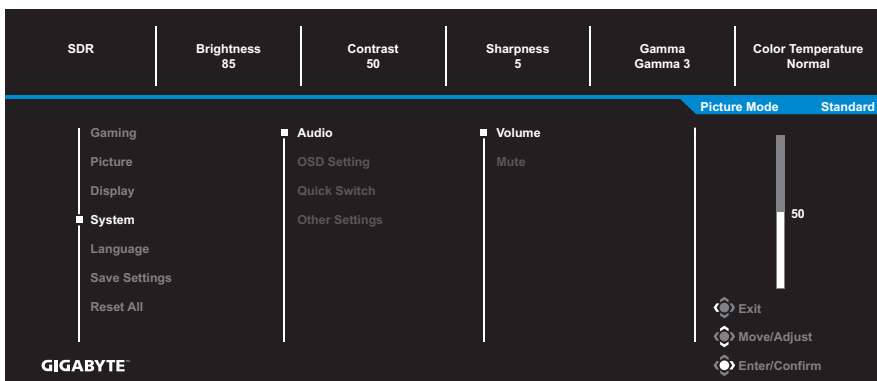 SDR
Brightness
85
Contrast
50
Sharpness
5
Gamma
Gamma 3
Color Temperature
Normal
Picture Mode Standard
Gaming
Picture
Display
System
Language
Save Settings
Reset All
Audio
OSD Setting
Quick Switch
Other Settings
Volume
Mute
50
Exit
Move/Adjust
Enter/Confirm
GIGABYTE™